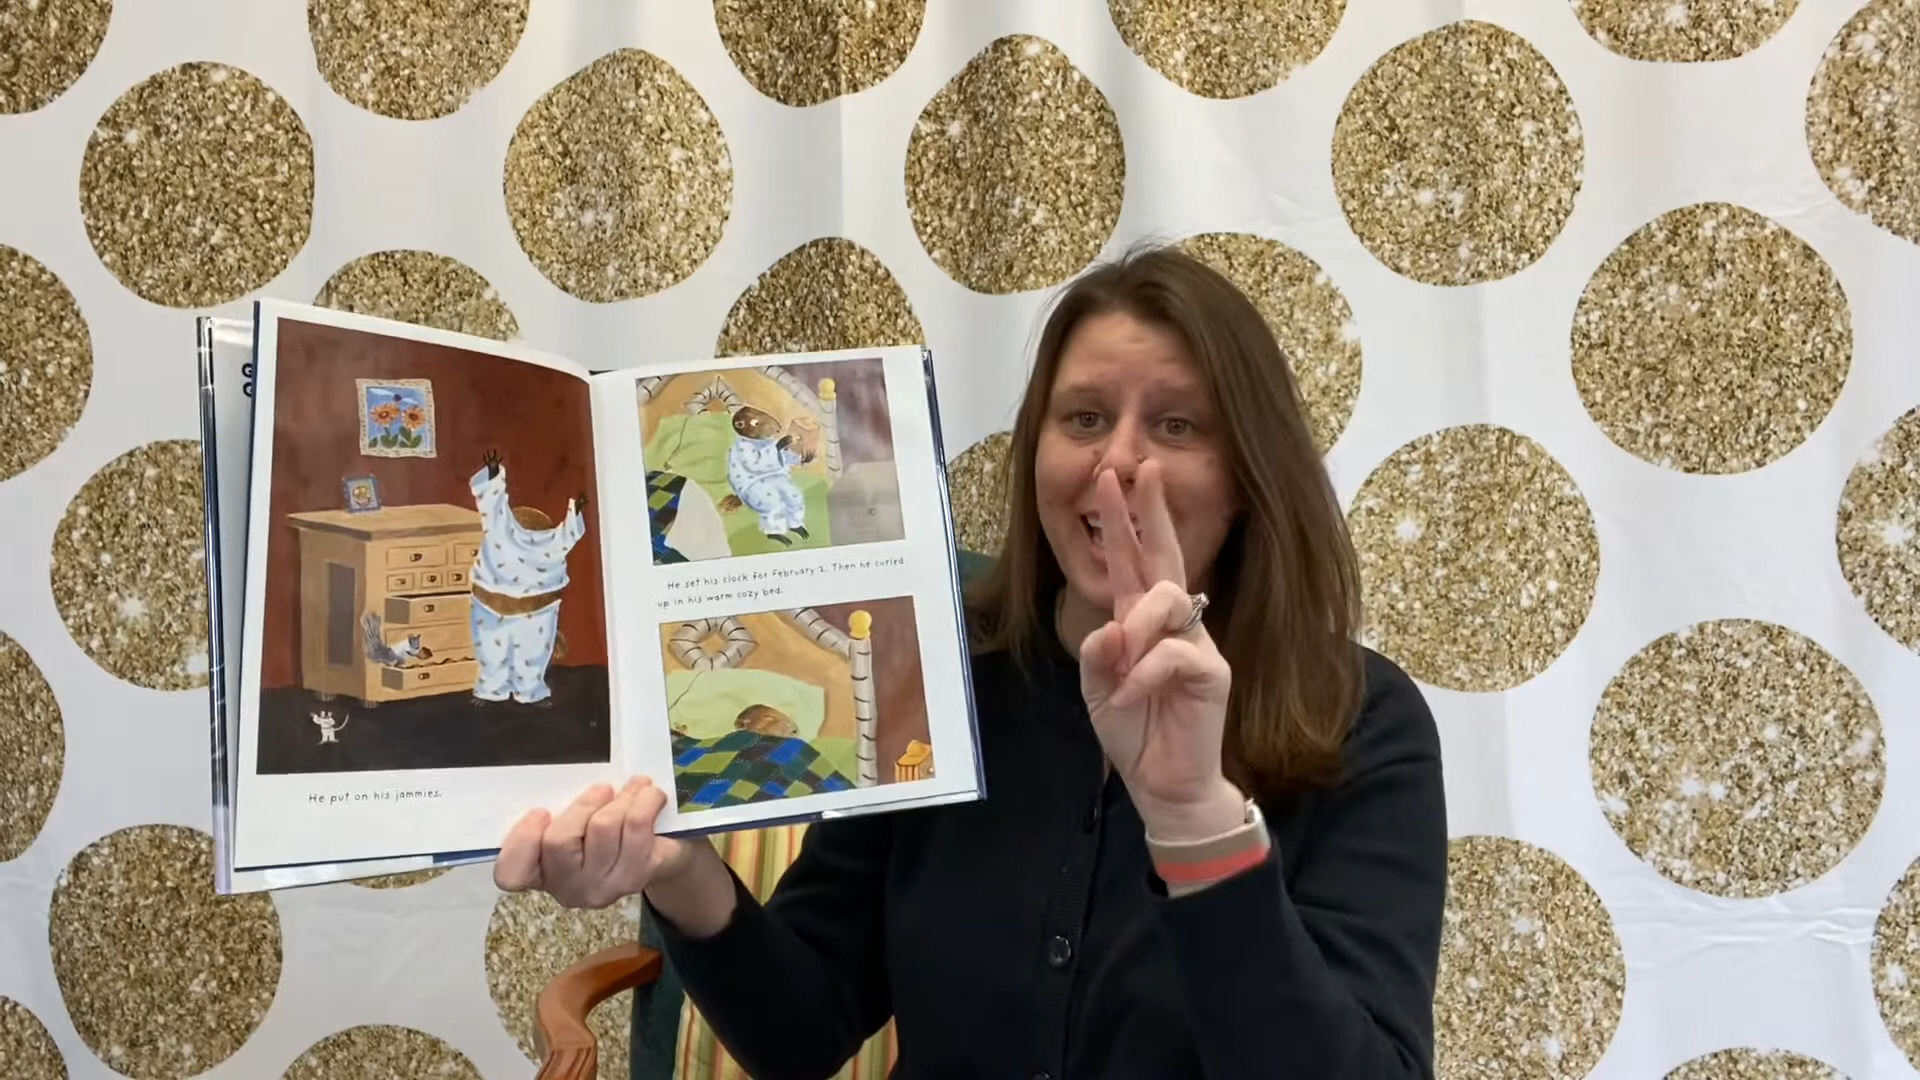 He put on his jammies.
He set his clock for February 2. Then he curled
up in his warm cozy bed.